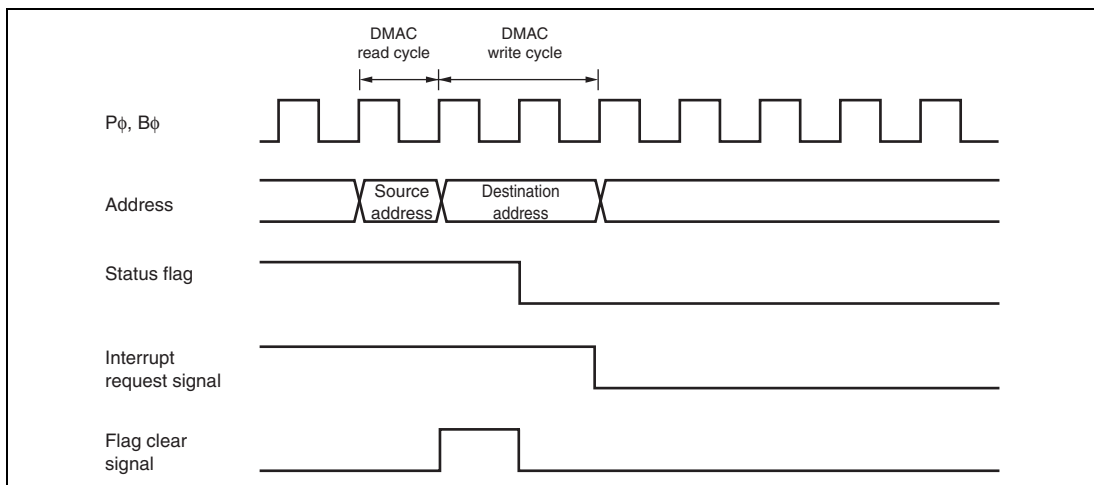 DMAC
read cycle
DMAC
write cycle
Pϕ, Bϕ
Address
Source
address
Destination
address
Status flag
Interrupt
request signal
Flag clear
signal